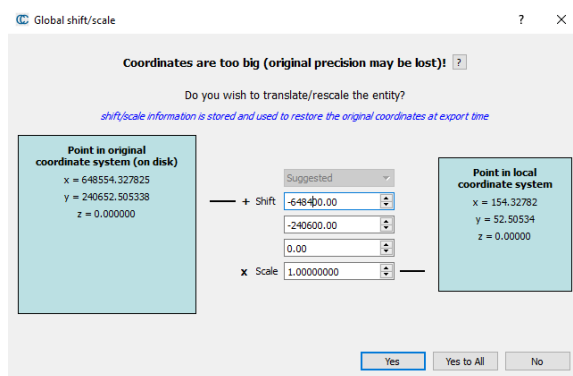 Global shift/scale
? ×
Coordinates are too big (original precision may be lost)! ?
Do you wish to translate/rescale the entity?
shift/scale information is stored and used to restore the original coordinates at export time
Point in original
coordinate system (on disk)
x = 648554.327825
y = 240652.505338
z = 0.000000
Suggested
+ Shift -648400.00
-240600.00
0.00
x Scale 1.00000000
Point in local
coordinate system
x = 154.32782
y = 52.50534
z = 0.00000
Yes
Yes to All
No